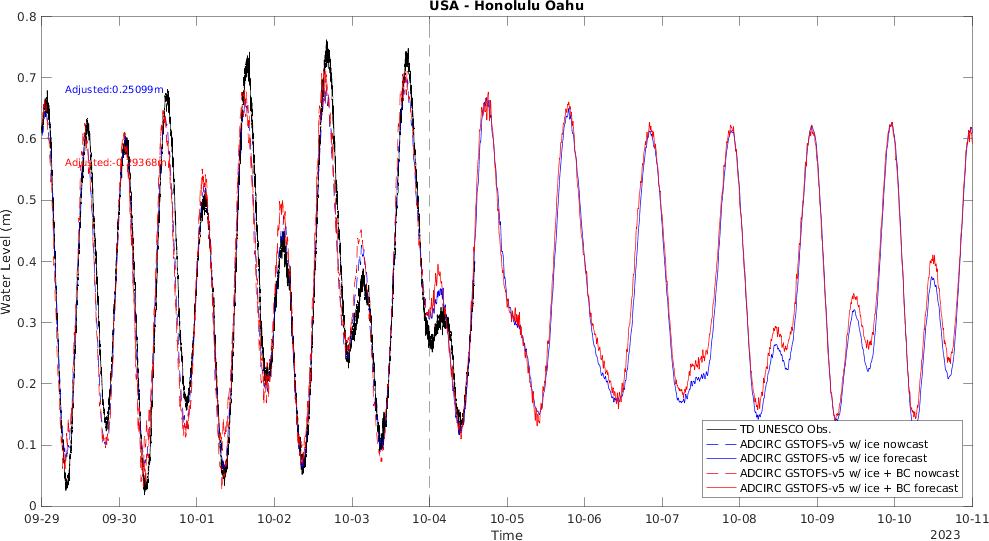 USA - Honolulu Oahu
0.8
0.7
0.6
0.5
0.4
0.3
0.2
0.1
0
Water Level (m)
Adjusted:0.25099m
TD UNESCO Obs.
ADCIRC GSTOFS-v5 w/ ice nowcast
ADCIRC GSTOFS-v5 w/ ice forecast
ADCIRC GSTOFS-v5 w/ ice + BC nowcast
ADCIRC GSTOFS-v5 w/ ice + BC forecast
09-29 09-30 10-01 10-02 10-03 10-04 10-05 10-06 10-07 10-08 10-09 10-10 10-11
Time
2023